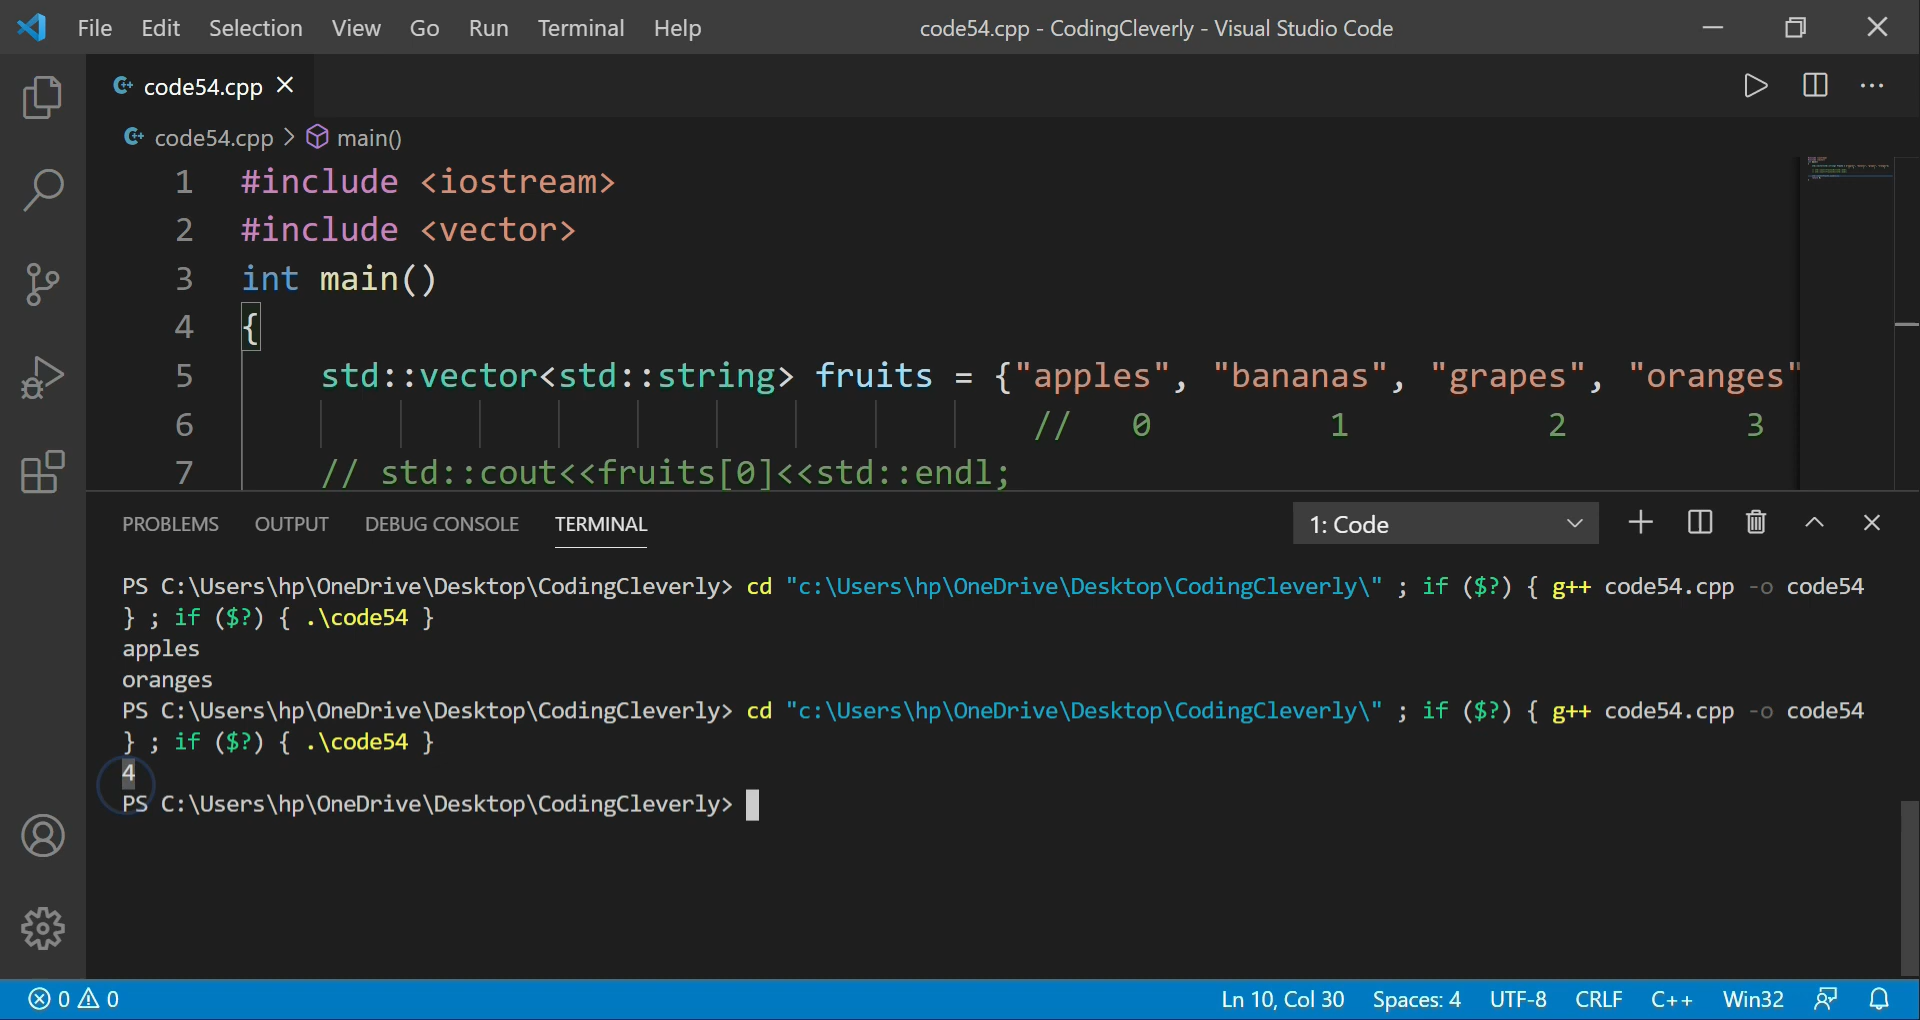 File Edit Selection View Go Run Terminal Help code54.cpp - CodingCleverly - Visual Studio Code
code54.cpp
code54.cpp > main()
1 #include <iostream>
2 #include <vector>
3 int main()
4 {
5 std::vector<std::string> fruits = {"apples", "bananas", "grapes", "oranges"
6 // 0 1 2 3
7 // std::cout<<fruits[0]<<std::endl;
PROBLEMS OUTPUT DEBUG CONSOLE TERMINAL 1: Code
PS C:\Users\hp\OneDrive\Desktop\CodingCleverly> cd "c:\Users\hp\OneDrive\Desktop\CodingCleverly\" ; if ($?) { g++ code54.cpp -o code54
} ; if ($?) { .\code54 }
apples
oranges
PS C:\Users\hp\OneDrive\Desktop\CodingCleverly> cd "c:\Users\hp\OneDrive\Desktop\CodingCleverly\" ; if ($?) { g++ code54.cpp -o code54
} ; if ($?) { .\code54 }
4
PS C:\Users\hp\OneDrive\Desktop\CodingCleverly>
0 0 Ln 10, Col 30 Spaces: 4 UTF-8 CRLF C++ Win32